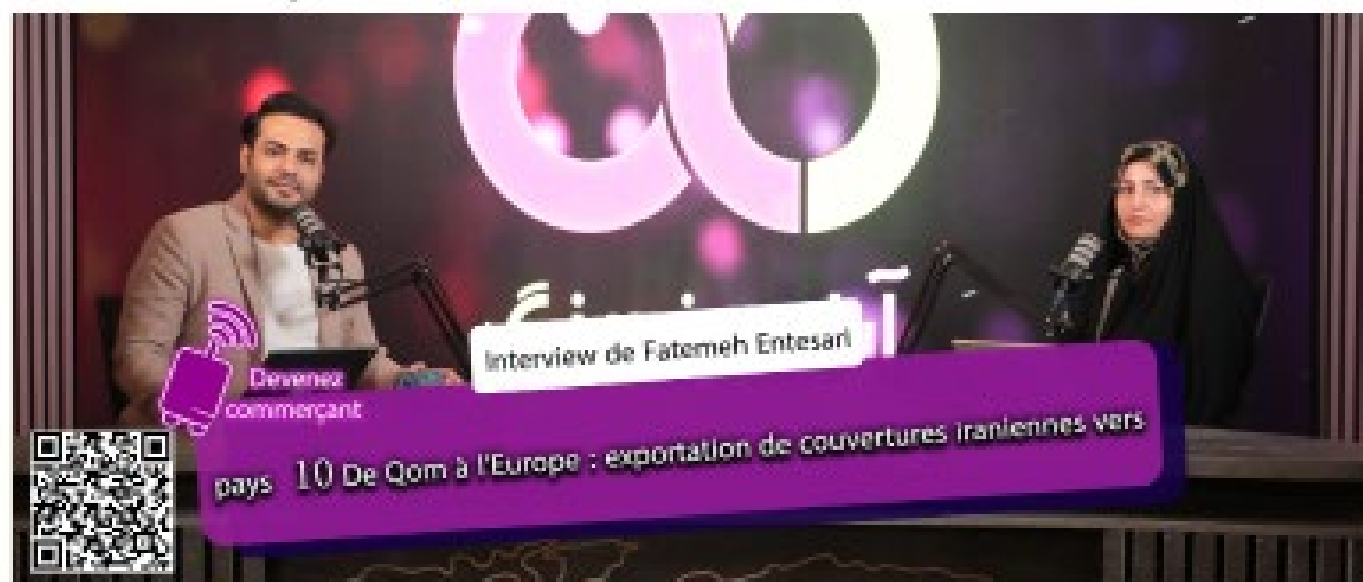 Interview de Fatemeh Entesari
Devenez
commerçant
pays 10 De Qom à l'Europe : exportation de couvertures iraniennes vers